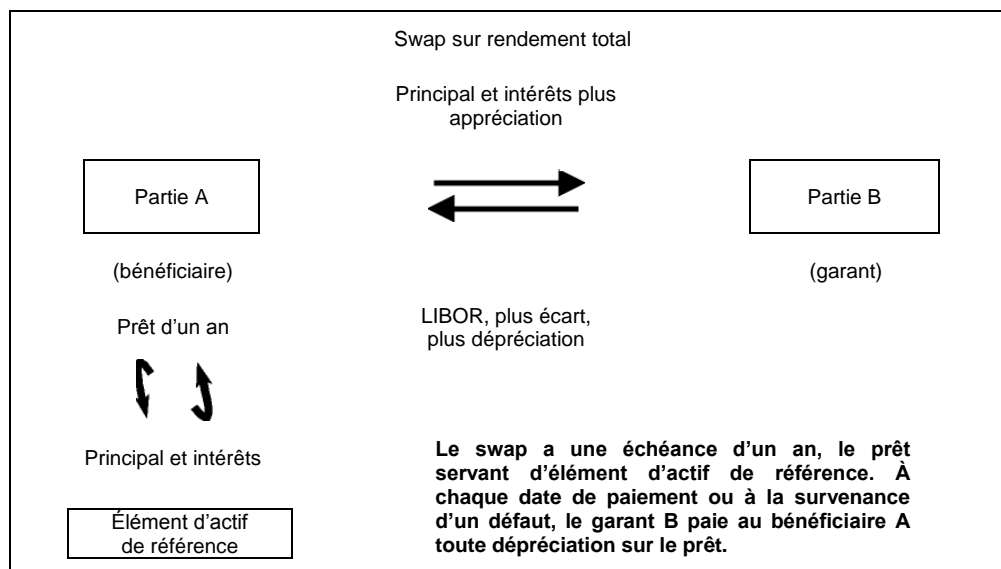 Swap sur rendement total
Principal et intérêts plus
appréciation
Partie A
Partie B
(bénéficiaire)
(garant)
Prêt d'un an
LIBOR, plus écart,
plus dépréciation
Principal et intérêts
Élément d'actif
de référence
Le swap a une échéance d'un an, le prêt
servant d'élément d'actif de référence. À
chaque date de paiement ou à la survenance
d'un défaut, le garant B paie au bénéficiaire A
toute dépréciation sur le prêt.